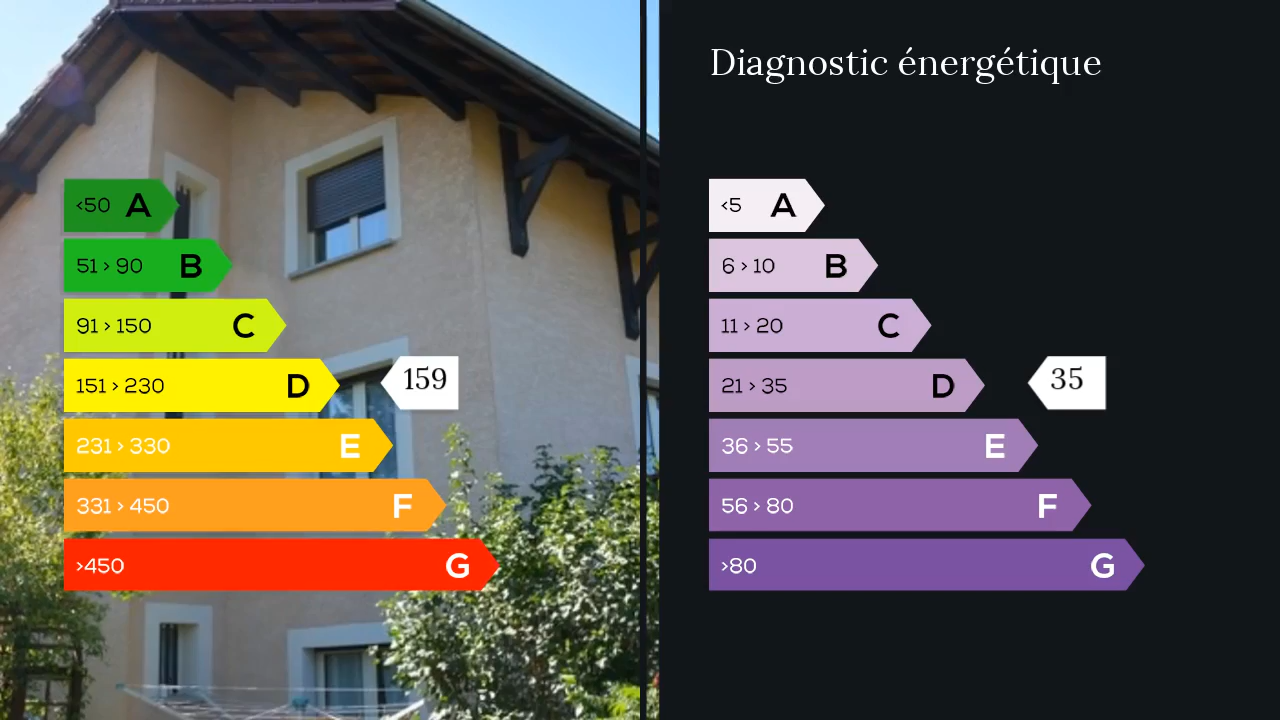 Diagnostic énergétique
<50 A
51 > 90 B
91 > 150 C
151 > 230 D
159
231 > 330 E
331 > 450 F
>450 G
<5 A
6 > 10 B
11 > 20 C
21 > 35 D
35
36 > 55 E
56 > 80 F
>80 G